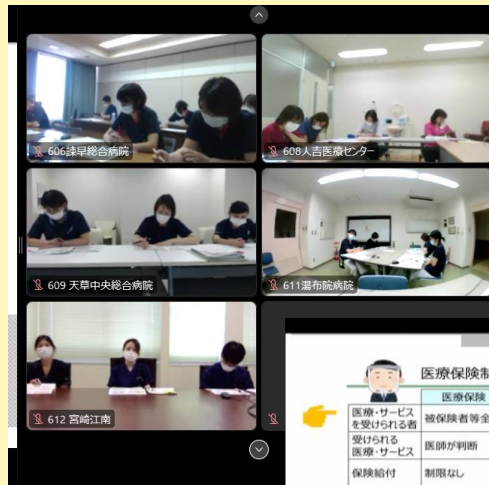 606諫早総合病院
608人吉医療センター
609 天草中央総合病院
611湯布院病院
612 宮崎江南
医療保険制
医療保険
医療・サービス
を受けられる者
被保険者等全
受けられる
医療・サービス
医師が判断
保険給付
制限なし